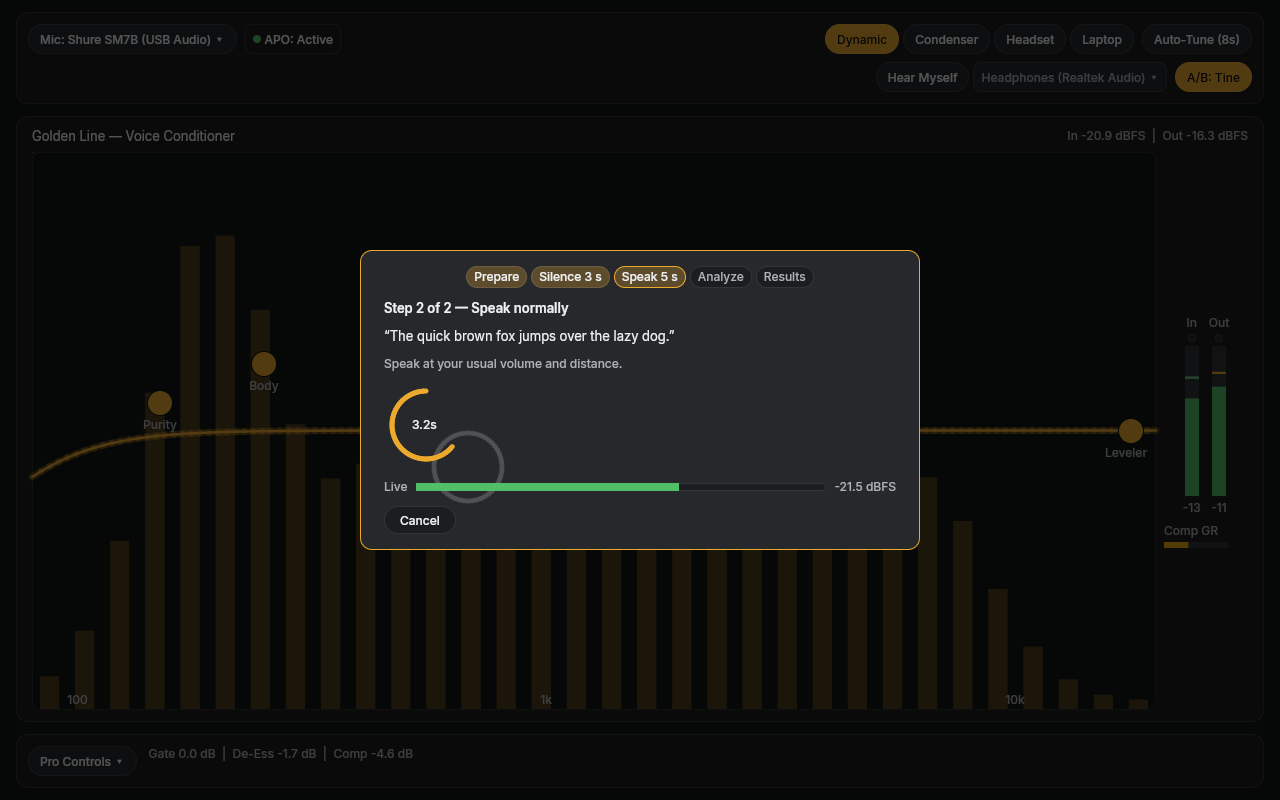 Mic: Shure SM7B (USB Audio) ▾ APO: Active Dynamic Condenser Headset Laptop Auto-Tune (8s)
Hear Myself Headphones (Realtek Audio) ▾ A/B: Tine
Golden Line — Voice Conditioner In -20.9 dBFS | Out -16.3 dBFS
Prepare Silence 3 s Speak 5 s Analyze Results
Step 2 of 2 — Speak normally
“The quick brown fox jumps over the lazy dog.”
Speak at your usual volume and distance.
3.2s
Live -21.5 dBFS
Cancel
Body
Purity
Leveler
In Out
-13 -11
Comp GR
100 1k 10k
Pro Controls ▾ Gate 0.0 dB | De-Ess -1.7 dB | Comp -4.6 dB